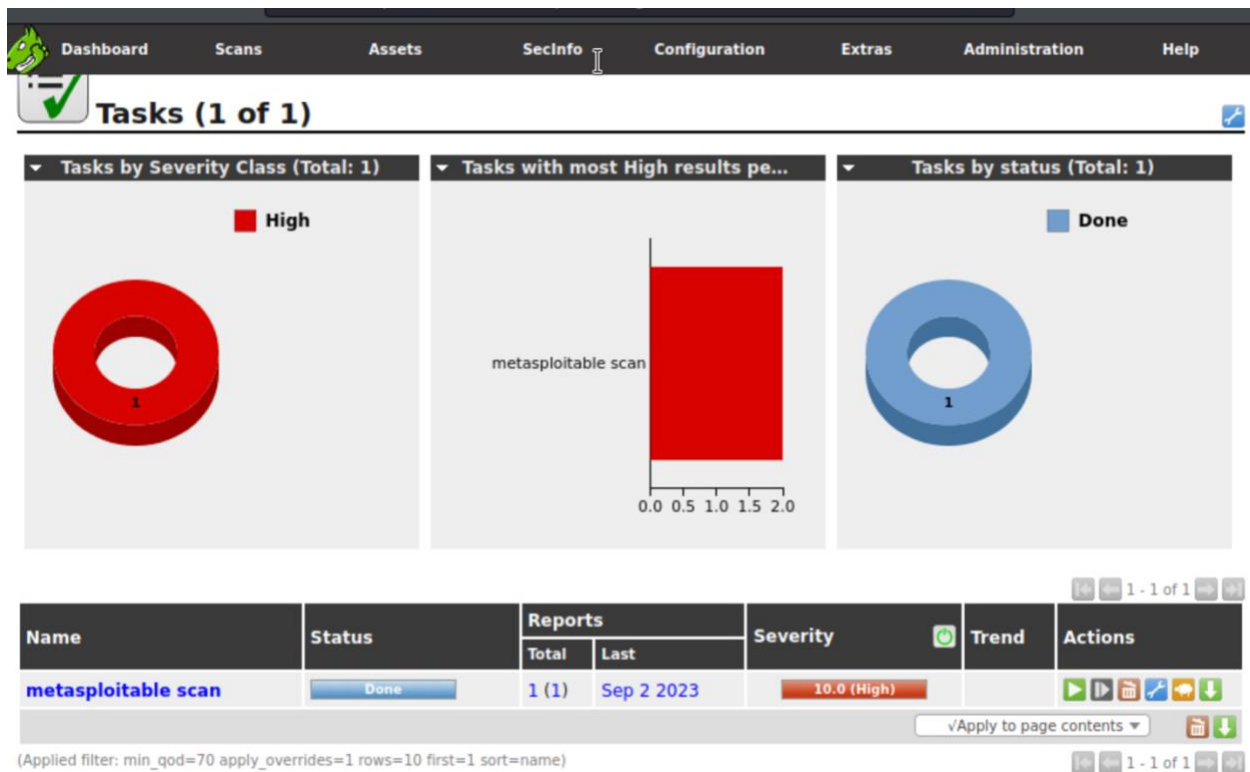 Dashboard Scans Assets SecInfo Configuration Extras Administration Help
Tasks (1 of 1)
Tasks by Severity Class (Total: 1)
High
1
Tasks with most High results pe...
metasploitable scan
0.0 0.5 1.0 1.5 2.0
Tasks by status (Total: 1)
Done
1
1 - 1 of 1
Name Status Reports Severity Trend Actions
Total Last
metasploitable scan Done 1 (1) Sep 2 2023 10.0 (High)
√Apply to page contents ▼
(Applied filter: min_qod=70 apply_overrides=1 rows=10 first=1 sort=name) 1 - 1 of 1